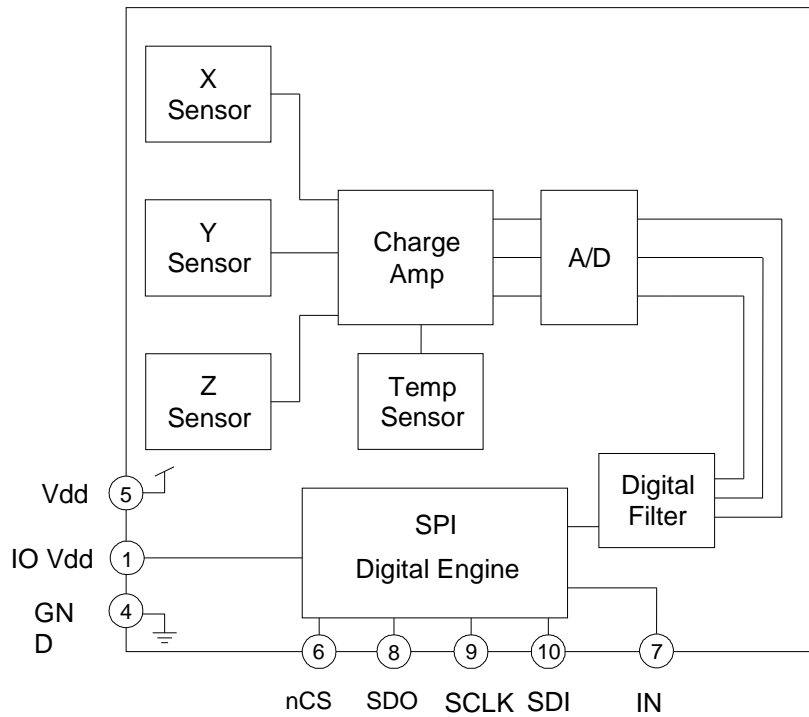 X
Sensor
Y
Sensor
Charge
Amp
A/D
Z
Sensor
Temp
Sensor
Vdd
5
Digital
Filter
SPI
Digital Engine
IO Vdd
1
GN
D
4
6
8
9
10
7
nCS
SDO
SCLK
SDI
IN